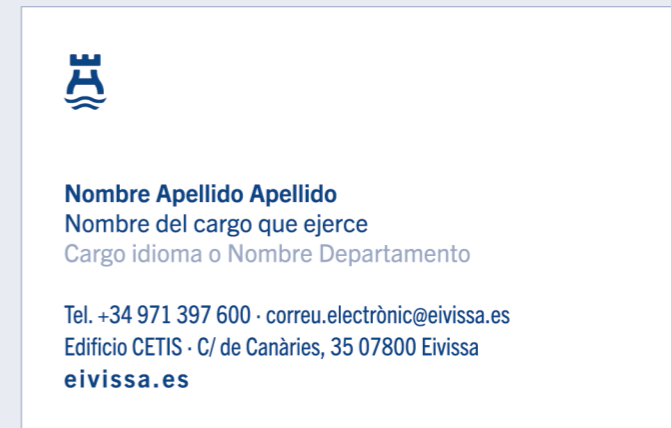 Nombre Apellido Apellido
Nombre del cargo que ejerce
Cargo idioma o Nombre Departamento
Tel. +34 971 397 600 · correu.electrònic@eivissa.es
Edificio CETIS · C/ de Canàries, 35 07800 Eivissa
eivissa.es